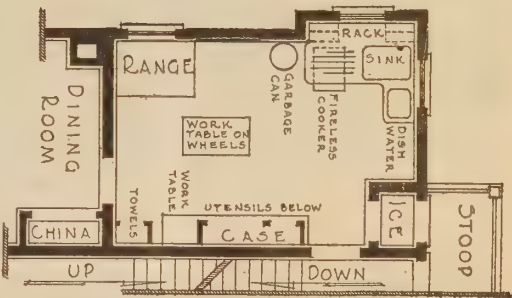 RACK
SINK
RANGE
GARBAGE
CAN
FIRELESS
COOKER
DINING
ROOM
WORK
TABLE ON
WHEELS
DISH
WATER
TOWELS
WORK
TABLE
UTENSILS BELOW
CHINA
CASE
ICE
STOOP
UP
DOWN